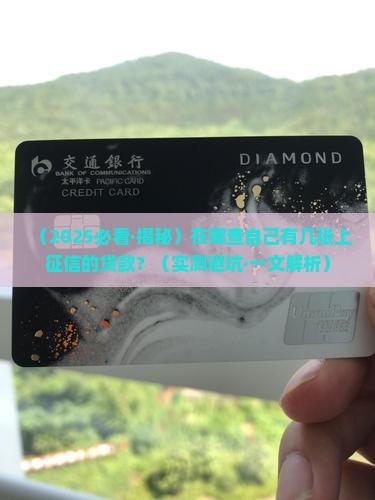 交通銀行
BANK OF COMMUNICATIONS
太平洋卡 PACIFIC CARD
CREDIT CARD
DIAMOND
（2025必看·揭秘）在哪查自己有几张上
征信的贷款？（实测避坑·一文解析）
UnionPay